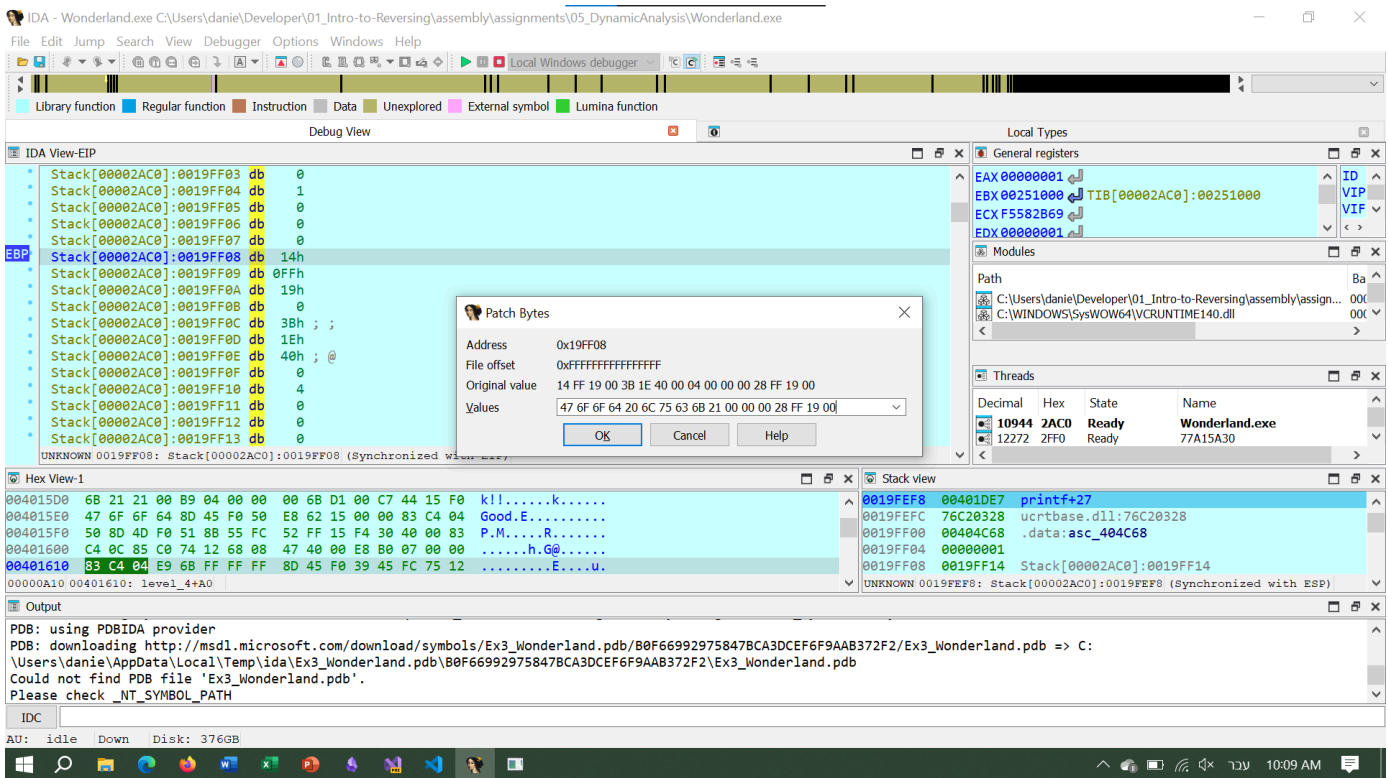 IDA - Wonderland.exe C:\Users\danie\Developer\01_Intro-to-Reversing\assembly\assignments\05_DynamicAnalysis\Wonderland.exe
File Edit Jump Search View Debugger Options Windows Help
Local Windows debugger
Library function Regular function Instruction Data Unexplored External symbol Lumina function
Debug View
Local Types
IDA View-EIP
Stack[00002AC0]:0019FF03 db 0
Stack[00002AC0]:0019FF04 db 1
Stack[00002AC0]:0019FF05 db 0
Stack[00002AC0]:0019FF06 db 0
Stack[00002AC0]:0019FF07 db 0
EBP Stack[00002AC0]:0019FF08 db 14h
Stack[00002AC0]:0019FF09 db 0FFh
Stack[00002AC0]:0019FF0A db 19h
Stack[00002AC0]:0019FF0B db 0
Stack[00002AC0]:0019FF0C db 3Bh ; ;
Stack[00002AC0]:0019FF0D db 1Eh
Stack[00002AC0]:0019FF0E db 40h ; @
Stack[00002AC0]:0019FF0F db 0
Stack[00002AC0]:0019FF10 db 4
Stack[00002AC0]:0019FF11 db 0
Stack[00002AC0]:0019FF12 db 0
Stack[00002AC0]:0019FF13 db 0
UNKNOWN 0019FF08: Stack[00002AC0]:0019FF08 (Synchronized with EIP)
Patch Bytes
Address 0x19FF08
File offset 0xFFFFFFFFFFFFFFFF
Original value 14 FF 19 00 3B 1E 40 00 04 00 00 00 28 FF 19 00
Values 47 6F 6F 64 20 6C 75 63 6B 21 00 00 00 28 FF 19 00
OK Cancel Help
General registers
EAX 00000001
EBX 00251000 TIB[00002AC0]:00251000
ECX F5582B69
EDX 00000001
ID
VIP
VIF
Modules
Path Ba
C:\Users\danie\Developer\01_Intro-to-Reversing\assembly\assign... 000
C:\WINDOWS\SysWOW64\VCRUNTIME140.dll 000
Threads
Decimal Hex State Name
10944 2AC0 Ready Wonderland.exe
12272 2FF0 Ready 77A15A30
Hex View-1
004015D0 6B 21 21 00 B9 04 00 00 00 6B D1 00 C7 44 15 F0 k!!......k......
004015E0 47 6F 6F 64 8D 45 F0 50 E8 62 15 00 00 83 C4 04 Good.E..........
004015F0 50 8D 4D F0 51 8B 55 FC 52 FF 15 F4 30 40 00 83 P.M.....R.......
00401600 C4 0C 85 C0 74 12 68 08 47 40 00 E8 B0 07 00 00 ......h.G@......
00401610 83 C4 04 E9 6B FF FF FF 8D 45 F0 39 45 FC 75 12 .........E....u.
00000A10 00401610: level_4+A0
Stack view
0019FEF8 00401DE7 printf+27
0019FEFC 76C20328 ucrtbase.dll:76C20328
0019FF00 00404C68 .data:asc_404C68
0019FF04 00000001
0019FF08 0019FF14 Stack[00002AC0]:0019FF14
UNKNOWN 0019FEF8: Stack[00002AC0]:0019FEF8 (Synchronized with ESP)
Output
PDB: using PDBIDA provider
PDB: downloading http://msdl.microsoft.com/download/symbols/Ex3_Wonderland.pdb/B0F66992975847BCA3DCEF6F9AAB372F2/Ex3_Wonderland.pdb => C:
\Users\danie\AppData\Local\Temp\ida\Ex3_Wonderland.pdb\B0F66992975847BCA3DCEF6F9AAB372F2\Ex3_Wonderland.pdb
Could not find PDB file 'Ex3_Wonderland.pdb'.
Please check _NT_SYMBOL_PATH
IDC
AU: idle Down Disk: 376GB
עבר 10:09 AM